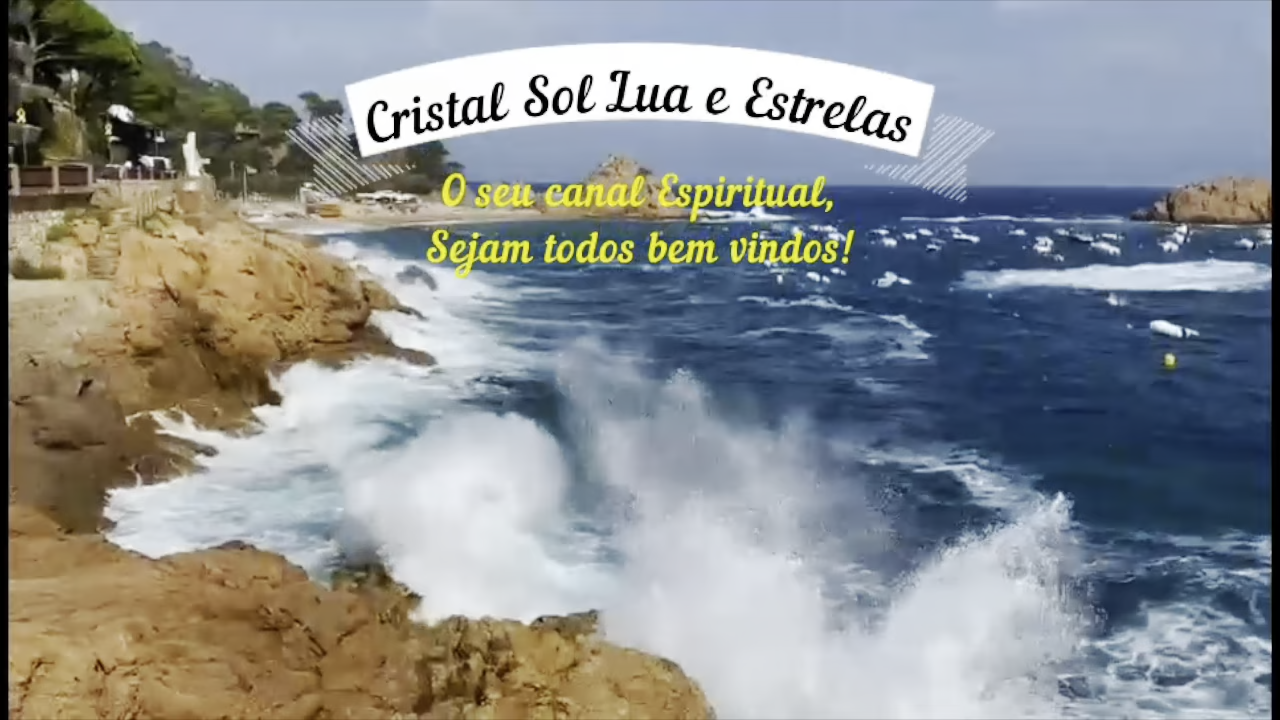 Cristal Sol Lua e Estrelas
O seu canal Espiritual,
Sejam todos bem vindos!